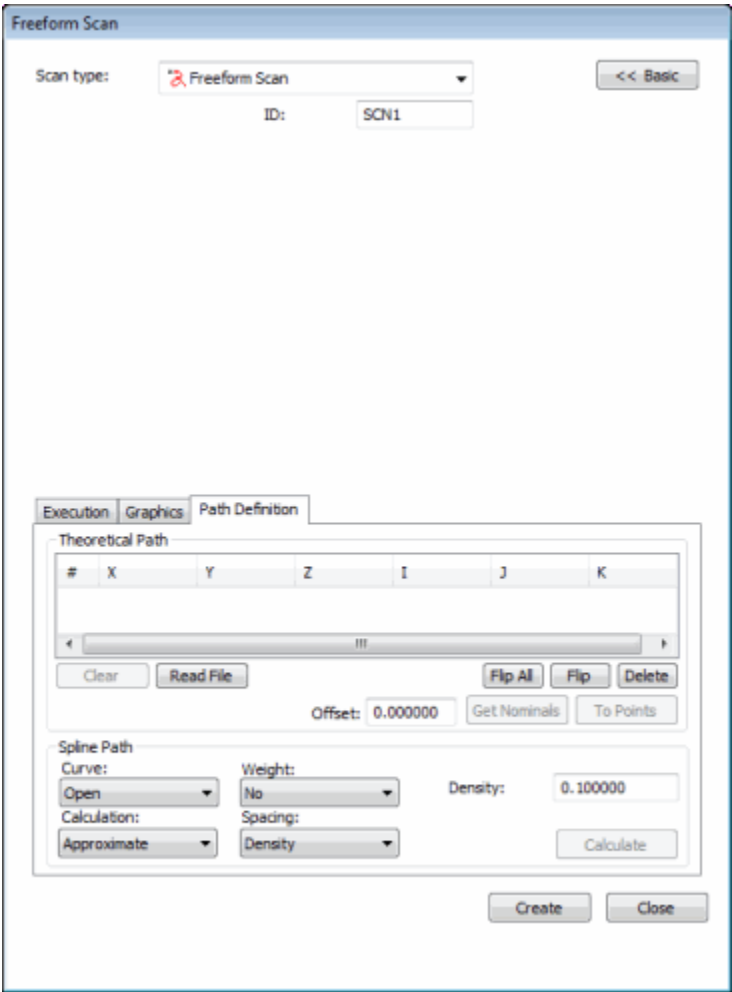 Freeform Scan
Scan type: Freeform Scan << Basic
ID: SCN1
Execution Graphics Path Definition
Theoretical Path
# X Y Z I J K
Clear Read File Flip All Flip Delete
Offset: 0.000000 Get Nominals To Points
Spline Path
Curve: Weight:
Open No Density: 0.100000
Calculation: Spacing:
Approximate Density Calculate
Create Close